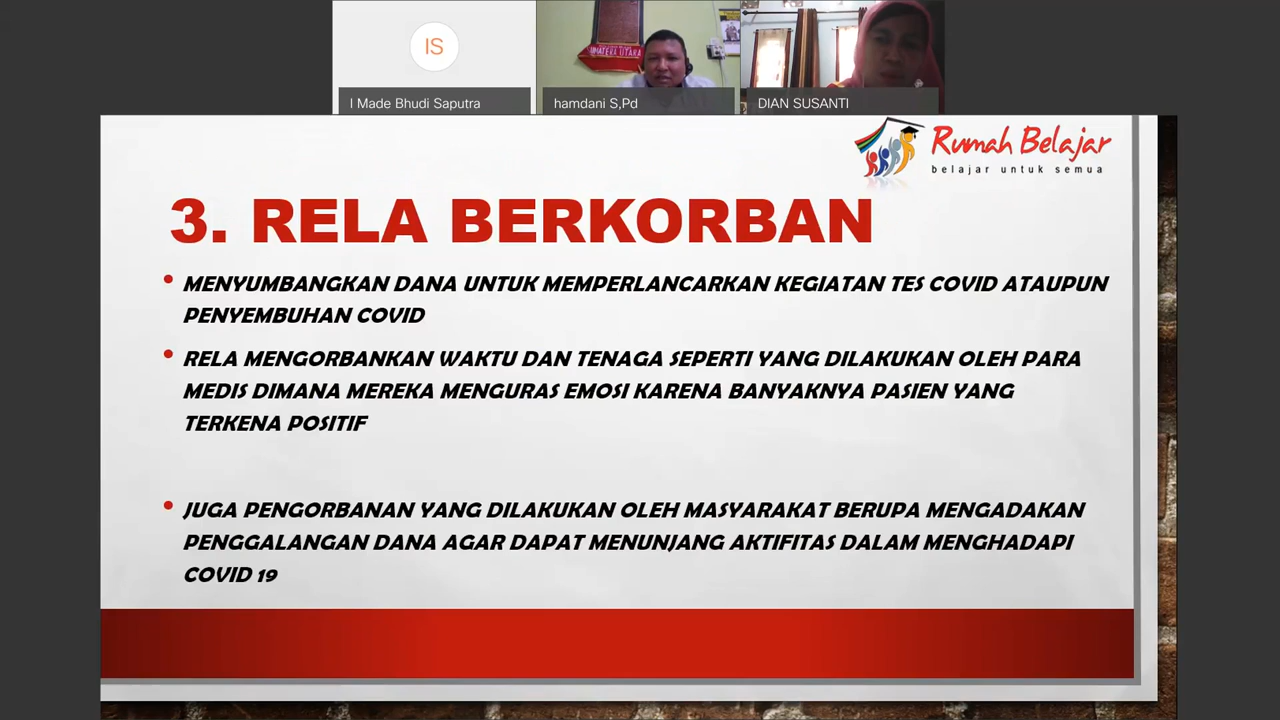 IS
I Made Bhudi Saputra
SUMATERA UTARA
hamdani S,Pd
DIAN SUSANTI
Rumah Belajar
belajar untuk semua
3. RELA BERKORBAN
• MENYUMBANGKAN DANA UNTUK MEMPERLANCARKAN KEGIATAN TES COVID ATAUPUN
PENYEMBUHAN COVID
• RELA MENGORBANKAN WAKTU DAN TENAGA SEPERTI YANG DILAKUKAN OLEH PARA
MEDIS DIMANA MEREKA MENGURAS EMOSI KARENA BANYAKNYA PASIEN YANG
TERKENA POSITIF
• JUGA PENGORBANAN YANG DILAKUKAN OLEH MASYARAKAT BERUPA MENGADAKAN
PENGGALANGAN DANA AGAR DAPAT MENUNJANG AKTIFITAS DALAM MENGHADAPI
COVID 19